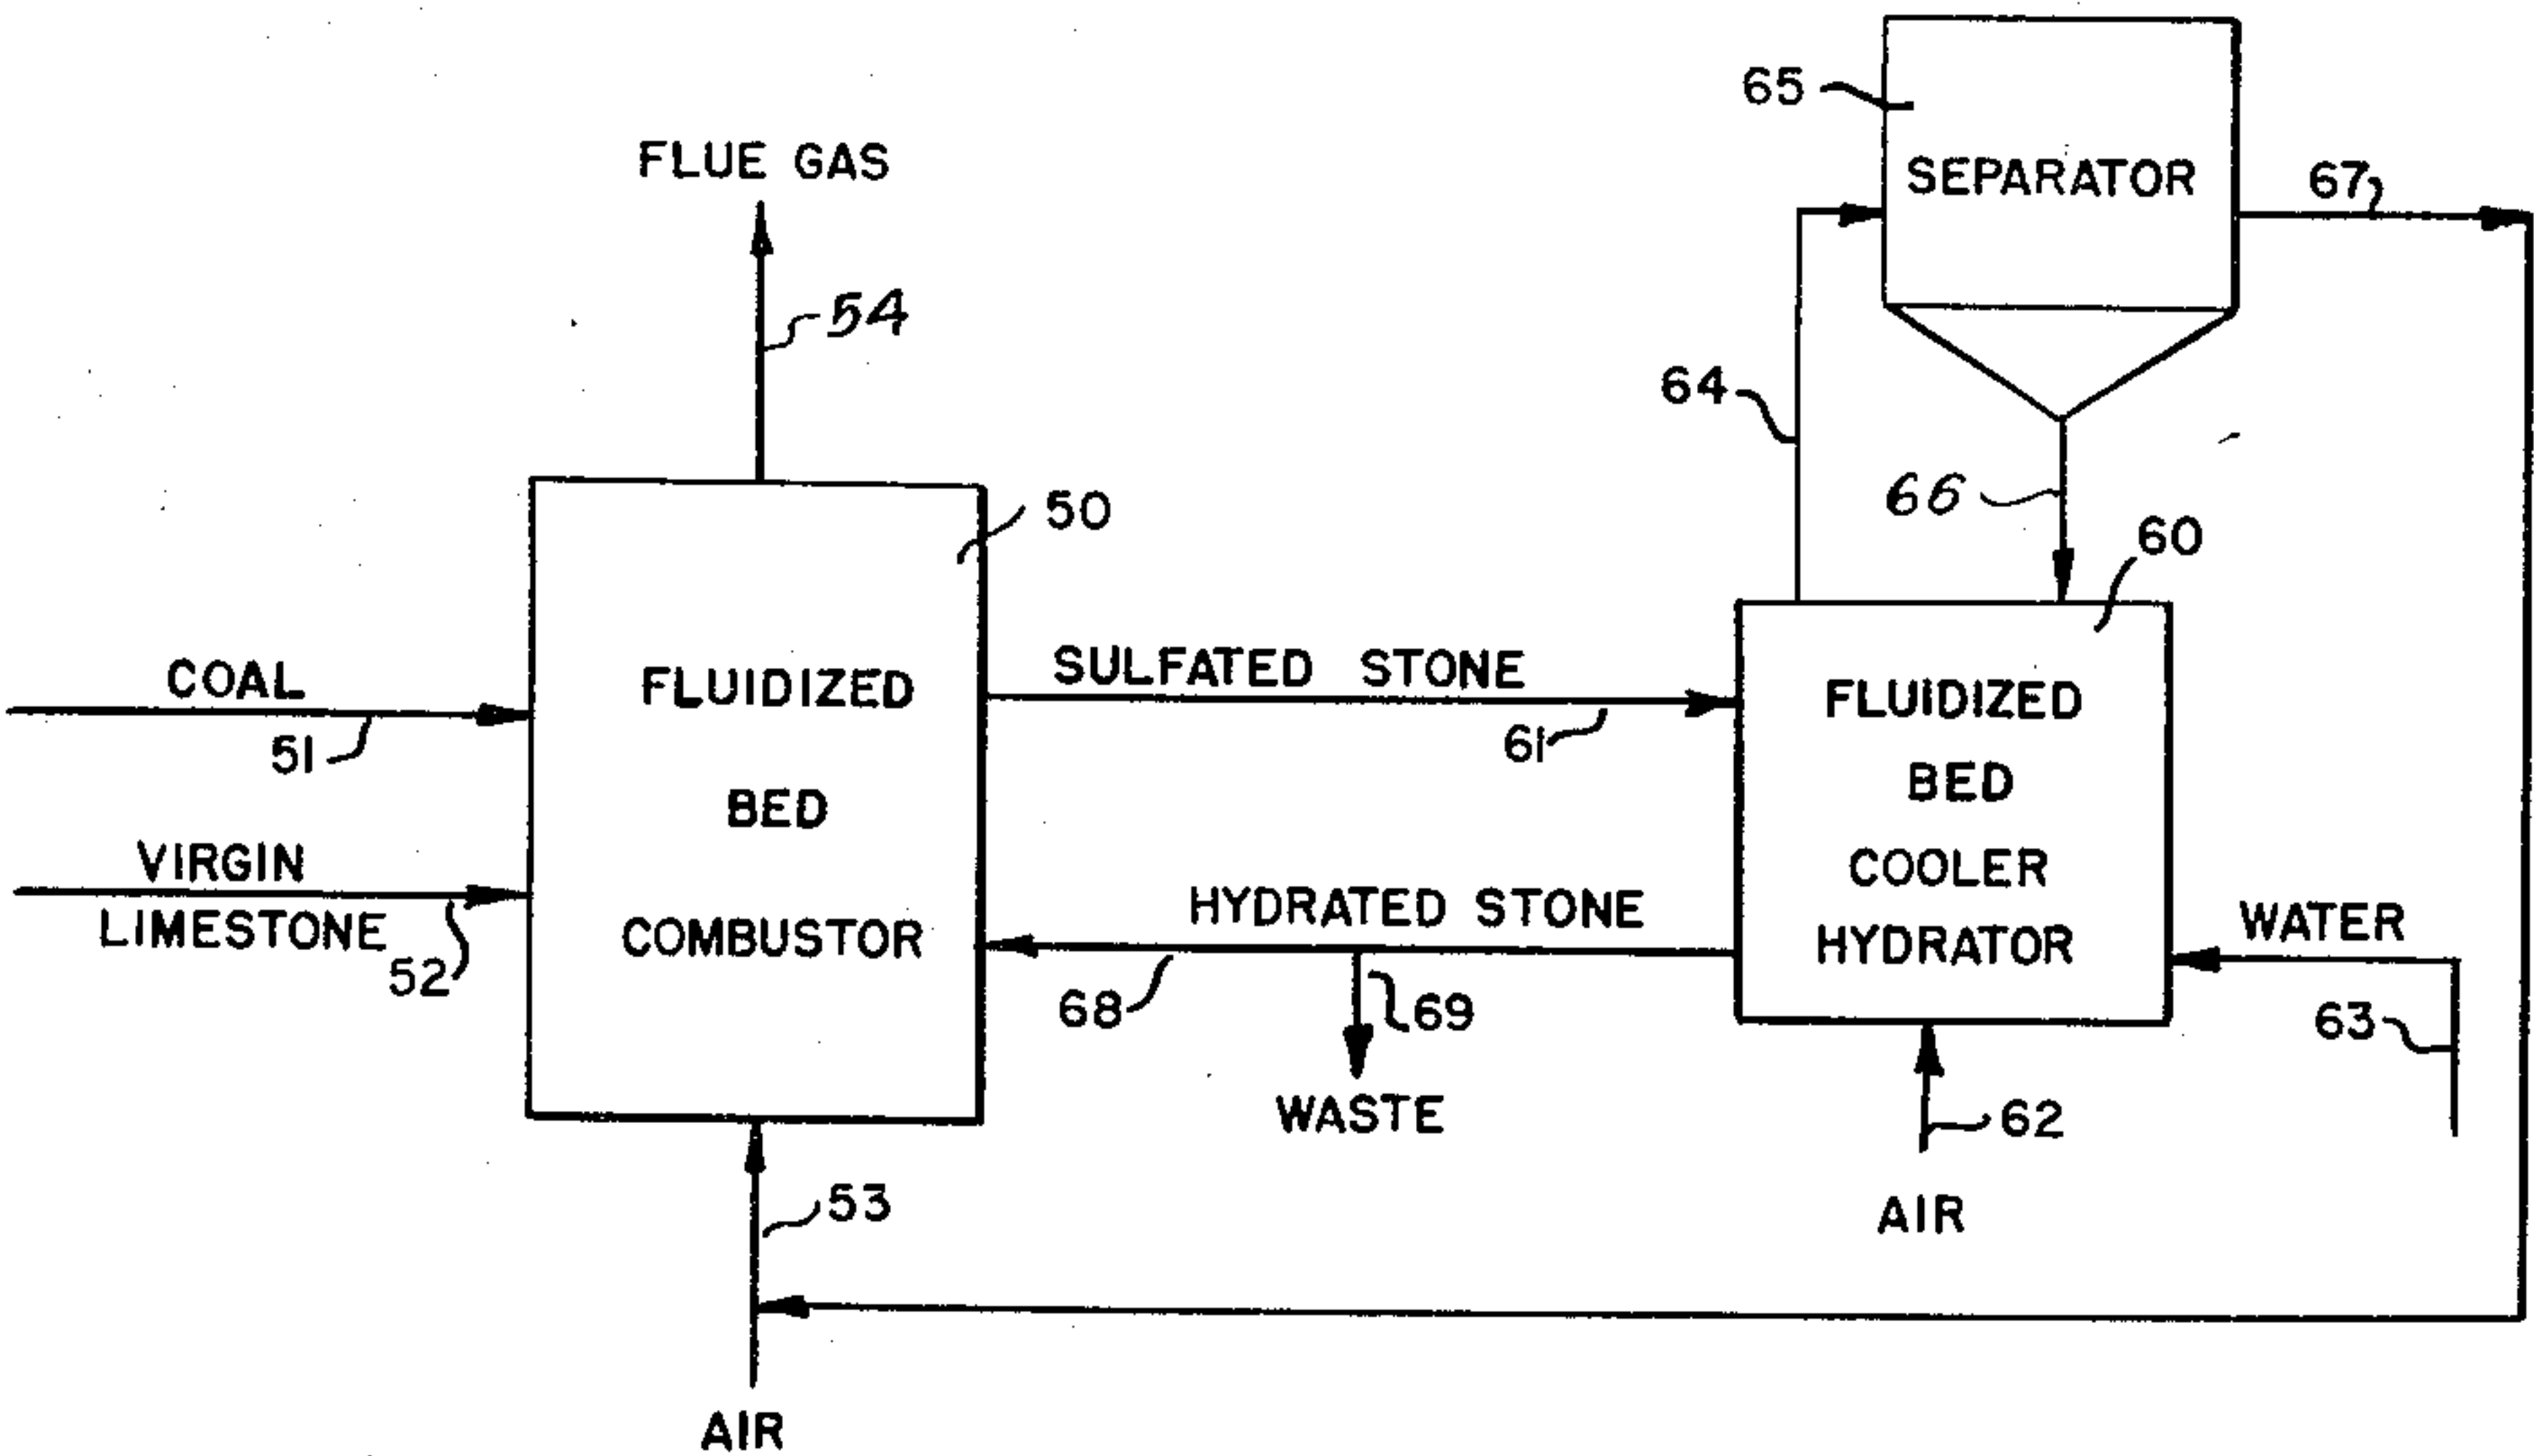 65
SEPARATOR
67
FLUE GAS
54
64
66
50
60
COAL
51
FLUIDIZED
BED
COMBUSTOR
SULFATED STONE
61
FLUIDIZED
BED
COOLER
HYDRATOR
VIRGIN
LIMESTONE
52
HYDRATED STONE
68
69
WASTE
WATER
63
62
AIR
53
AIR